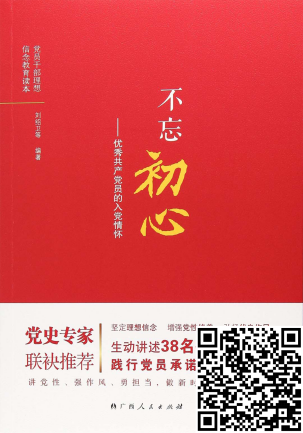 党员干部理想
信念教育读本
刘绍卫等 编著
不忘
初心
——优秀共产党员的入党情怀
党史专家
联袂推荐
坚定理想信念 增强党性
生动讲述38名
践行党员承诺
讲党性、强作风、勇担当,做新时
广西人民出版社